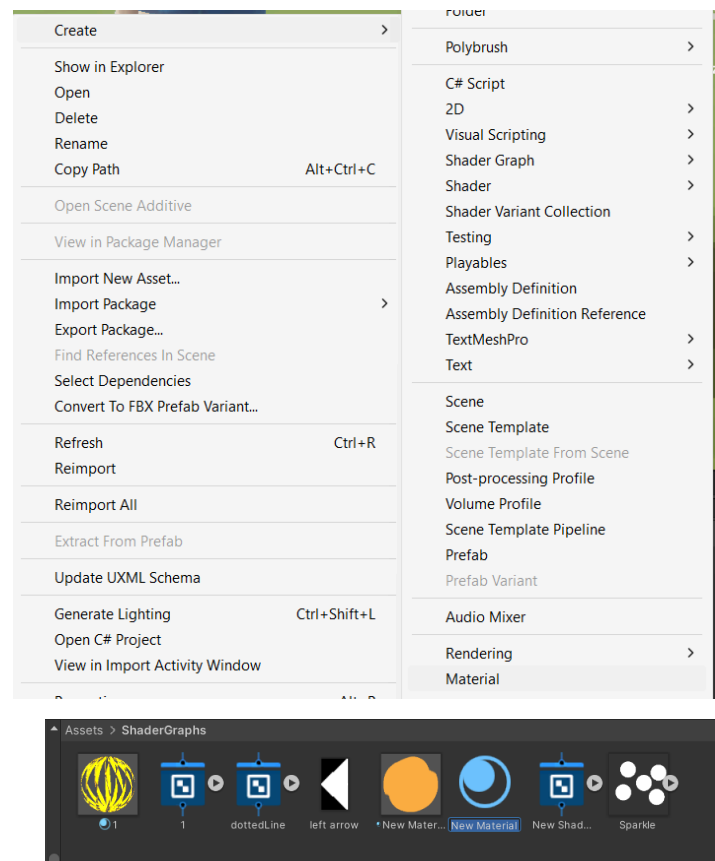 Create
Show in Explorer
Open
Delete
Rename
Copy Path Alt+Ctrl+C
Open Scene Additive
View in Package Manager
Import New Asset...
Import Package
Export Package...
Find References In Scene
Select Dependencies
Convert To FBX Prefab Variant...
Refresh Ctrl+R
Reimport
Reimport All
Extract From Prefab
Update UXML Schema
Generate Lighting Ctrl+Shift+L
Open C# Project
View in Import Activity Window
Folder
Polybrush
C# Script
2D
Visual Scripting
Shader Graph
Shader
Shader Variant Collection
Testing
Playables
Assembly Definition
Assembly Definition Reference
TextMeshPro
Text
Scene
Scene Template
Scene Template From Scene
Post-processing Profile
Volume Profile
Scene Template Pipeline
Prefab
Prefab Variant
Audio Mixer
Rendering
Material
Assets > ShaderGraphs
1 1 dottedLine left arrow New Mater... New Material New Shad... Sparkle